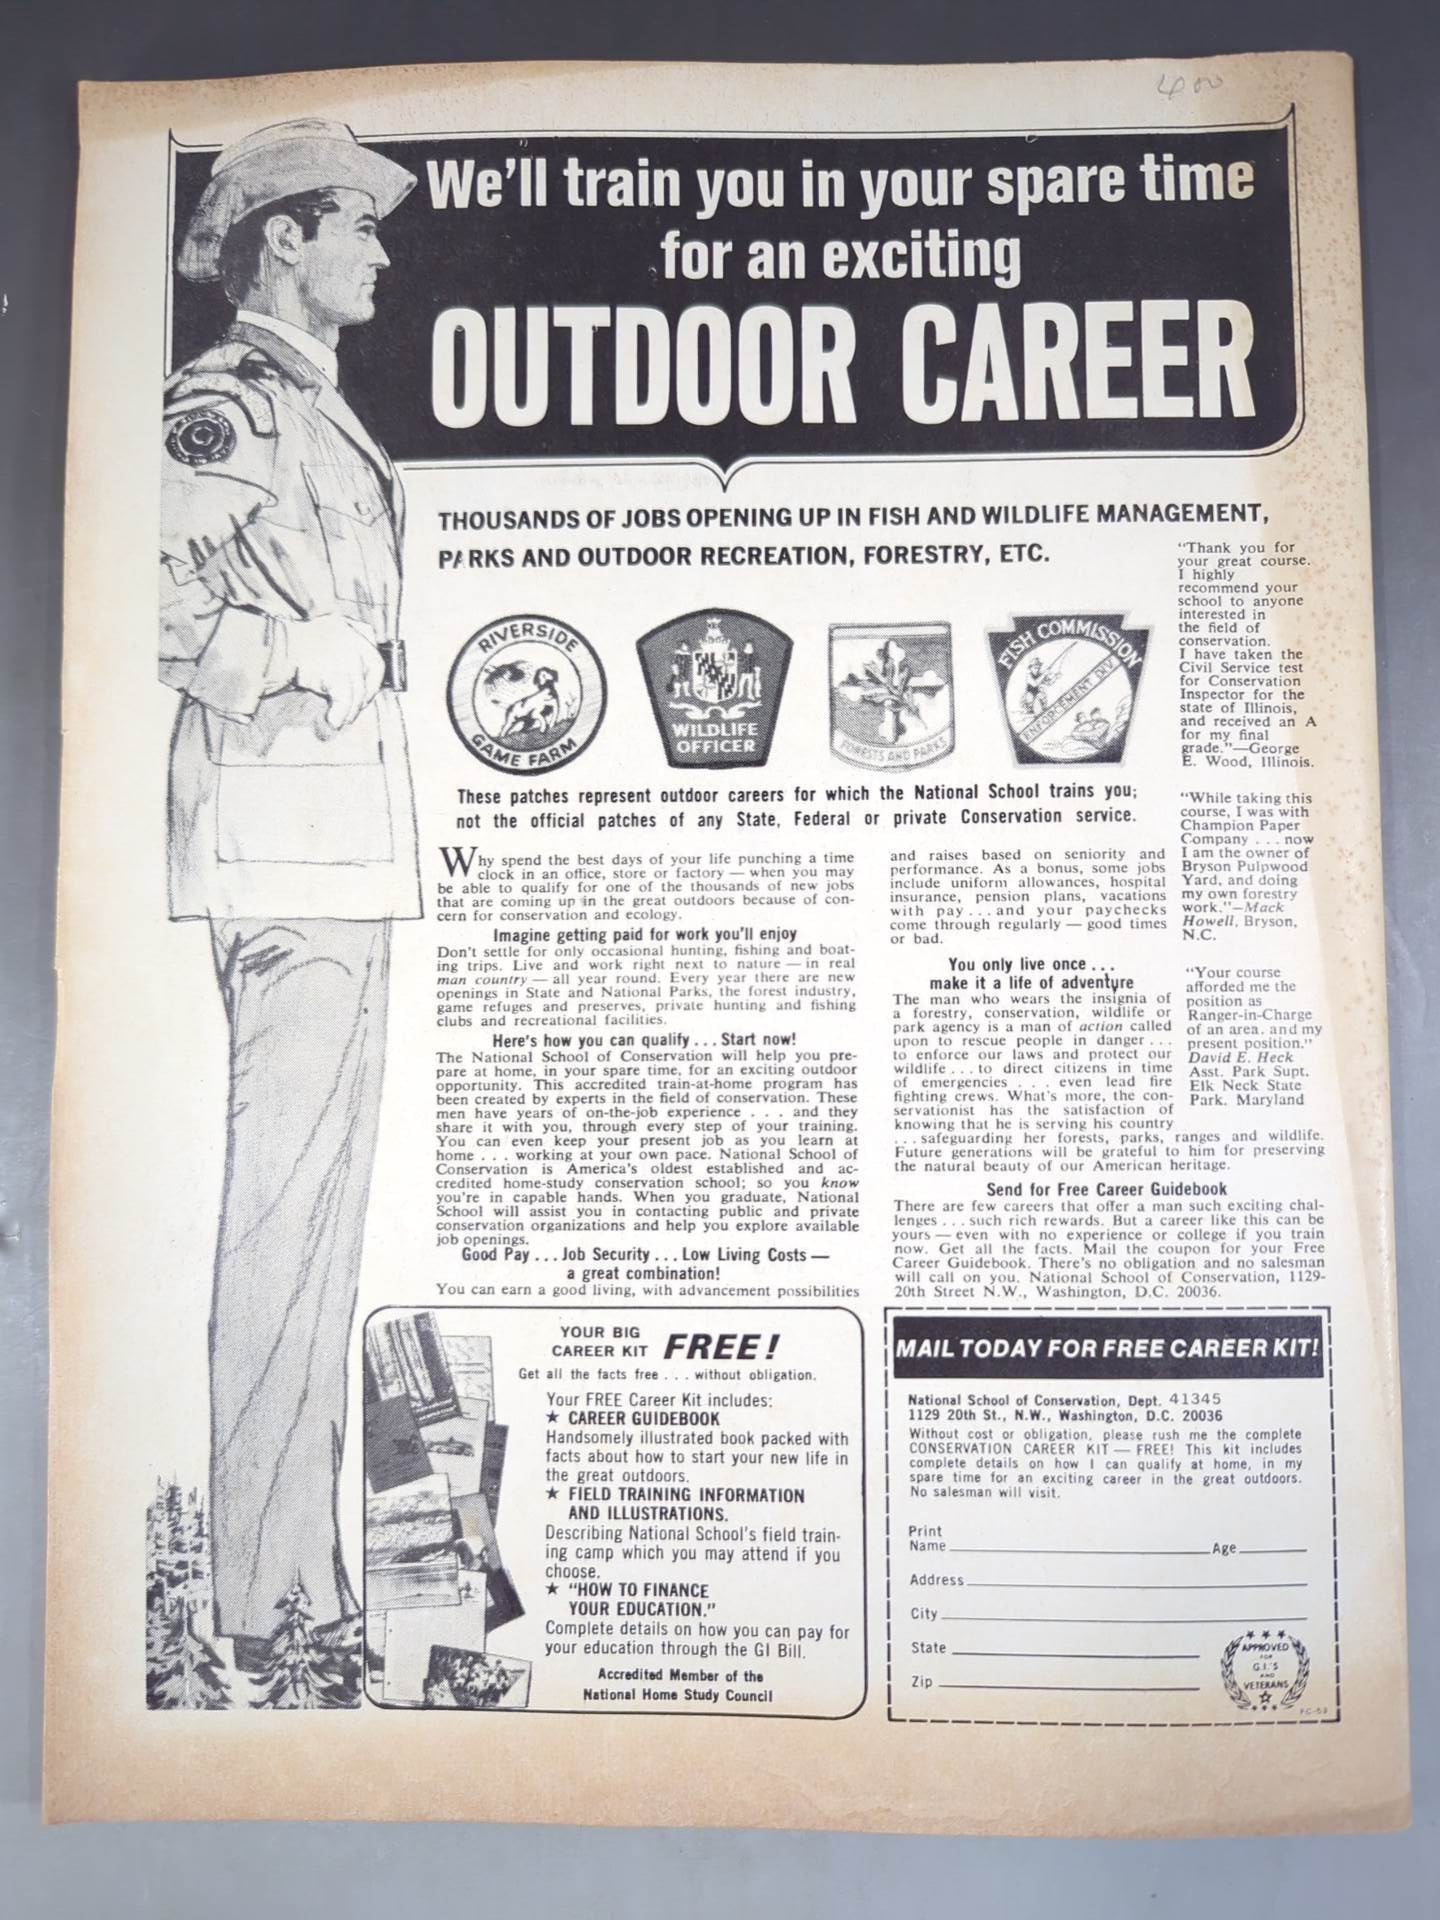 400
We'll train you in your spare time
for an exciting
OUTDOOR CAREER
THOUSANDS OF JOBS OPENING UP IN FISH AND WILDLIFE MANAGEMENT,
PARKS AND OUTDOOR RECREATION, FORESTRY, ETC.
RIVERSIDE
GAME FARM
WILDLIFE
OFFICER
FORESTS AND PARKS
FISH COMMISSION
ENFORCEMENT DIV
These patches represent outdoor careers for which the National School trains you;
not the official patches of any State, Federal or private Conservation service.
"Thank you for
your great course.
I highly
recommend your
school to anyone
interested in
the field of
conservation.
I have taken the
Civil Service test
for Conservation
Inspector for the
state of Illinois,
and received an A
for my final
grade."—George
E. Wood, Illinois.
"While taking this
course, I was with
Champion Paper
Company . . . now
I am the owner of
Bryson Pulpwood
Yard, and doing
my own forestry
work."—Mack
Howell, Bryson,
N.C.
"Your course
afforded me the
position as
Ranger-in-Charge
of an area, and my
present position."
David E. Heck
Asst. Park Supt.
Elk Neck State
Park, Maryland
Why spend the best days of your life punching a time
clock in an office, store or factory — when you may
be able to qualify for one of the thousands of new jobs
that are coming up in the great outdoors because of con-
cern for conservation and ecology.
Imagine getting paid for work you'll enjoy
Don't settle for only occasional hunting, fishing and boat-
ing trips. Live and work right next to nature — in real
man country — all year round. Every year there are new
openings in State and National Parks, the forest industry,
game refuges and preserves, private hunting and fishing
clubs and recreational facilities.
Here's how you can qualify ... Start now!
The National School of Conservation will help you pre-
pare at home, in your spare time, for an exciting outdoor
opportunity. This accredited train-at-home program has
been created by experts in the field of conservation. These
men have years of on-the-job experience . . . and they
share it with you, through every step of your training.
You can even keep your present job as you learn at
home . . . working at your own pace. National School of
Conservation is America's oldest established and ac-
credited home-study conservation school; so you know
you're in capable hands. When you graduate, National
School will assist you in contacting public and private
conservation organizations and help you explore available
job openings.
Good Pay ... Job Security ... Low Living Costs —
a great combination!
You can earn a good living, with advancement possibilities
and raises based on seniority and
performance. As a bonus, some jobs
include uniform allowances, hospital
insurance, pension plans, vacations
with pay . . . and your paychecks
come through regularly — good times
or bad.
You only live once ...
make it a life of adventure
The man who wears the insignia of
a forestry, conservation, wildlife or
park agency is a man of action called
upon to rescue people in danger . . .
to enforce our laws and protect our
wildlife . . . to direct citizens in time
of emergencies . . . even lead fire
fighting crews. What's more, the con-
servationist has the satisfaction of
knowing that he is serving his country
. . . safeguarding her forests, parks, ranges and wildlife.
Future generations will be grateful to him for preserving
the natural beauty of our American heritage.
Send for Free Career Guidebook
There are few careers that offer a man such exciting chal-
lenges . . . such rich rewards. But a career like this can be
yours — even with no experience or college if you train
now. Get all the facts. Mail the coupon for your Free
Career Guidebook. There's no obligation and no salesman
will call on you. National School of Conservation, 1129-
20th Street N.W., Washington, D.C. 20036.
YOUR BIG
CAREER KIT FREE!
Get all the facts free . . . without obligation.
Your FREE Career Kit includes:
★ CAREER GUIDEBOOK
Handsomely illustrated book packed with
facts about how to start your new life in
the great outdoors.
★ FIELD TRAINING INFORMATION
AND ILLUSTRATIONS.
Describing National School's field train-
ing camp which you may attend if you
choose.
★ "HOW TO FINANCE
YOUR EDUCATION."
Complete details on how you can pay for
your education through the GI Bill.
Accredited Member of the
National Home Study Council
MAIL TODAY FOR FREE CAREER KIT!
National School of Conservation, Dept. 41345
1129 20th St., N.W., Washington, D.C. 20036
Without cost or obligation, please rush me the complete
CONSERVATION CAREER KIT — FREE! This kit includes
complete details on how I can qualify at home, in my
spare time for an exciting career in the great outdoors.
No salesman will visit.
Print
Name Age
Address
City
State
Zip
APPROVED
FOR
G.I.'S
AND
VETERANS